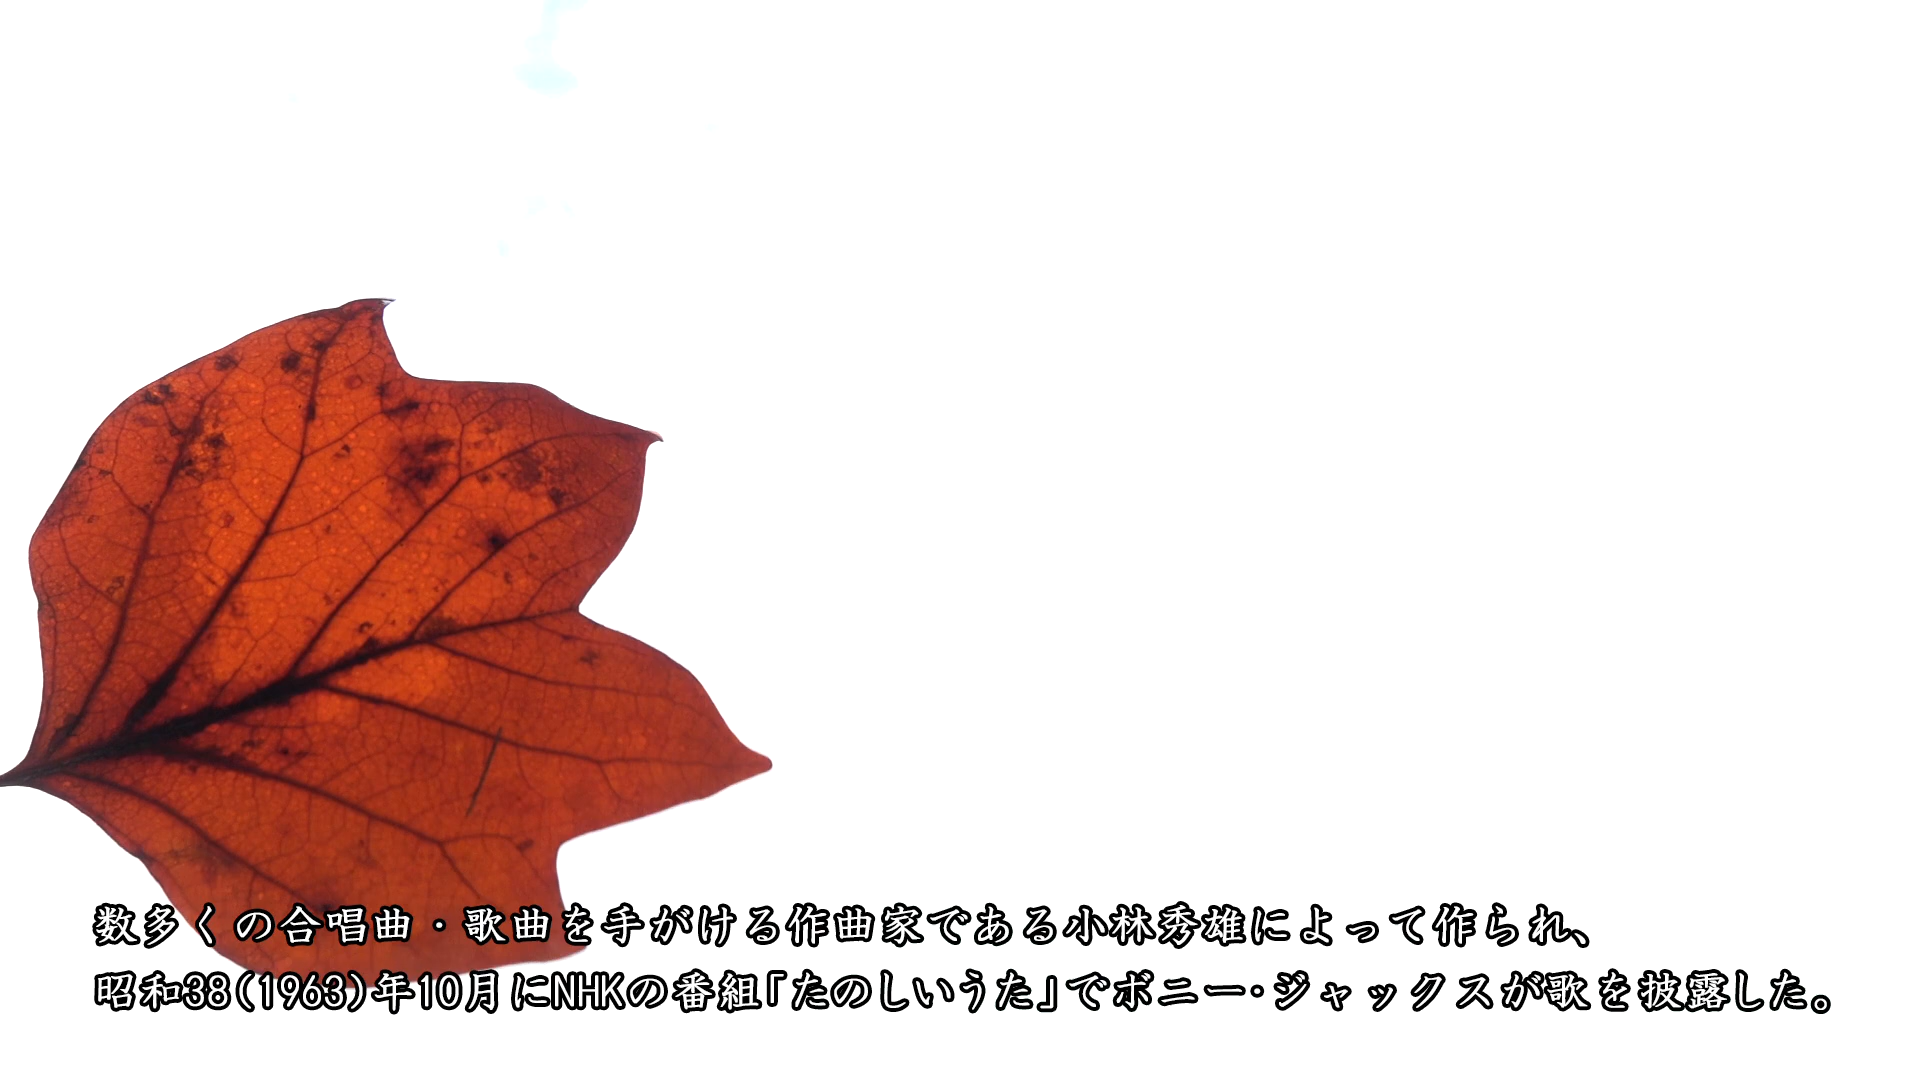 数多くの合唱曲・歌曲を手がける作曲家である小林秀雄によって作られ、
昭和38(1963)年10月にNHKの番組｢たのしいうた｣でボニー･ジャックスが歌を披露した。